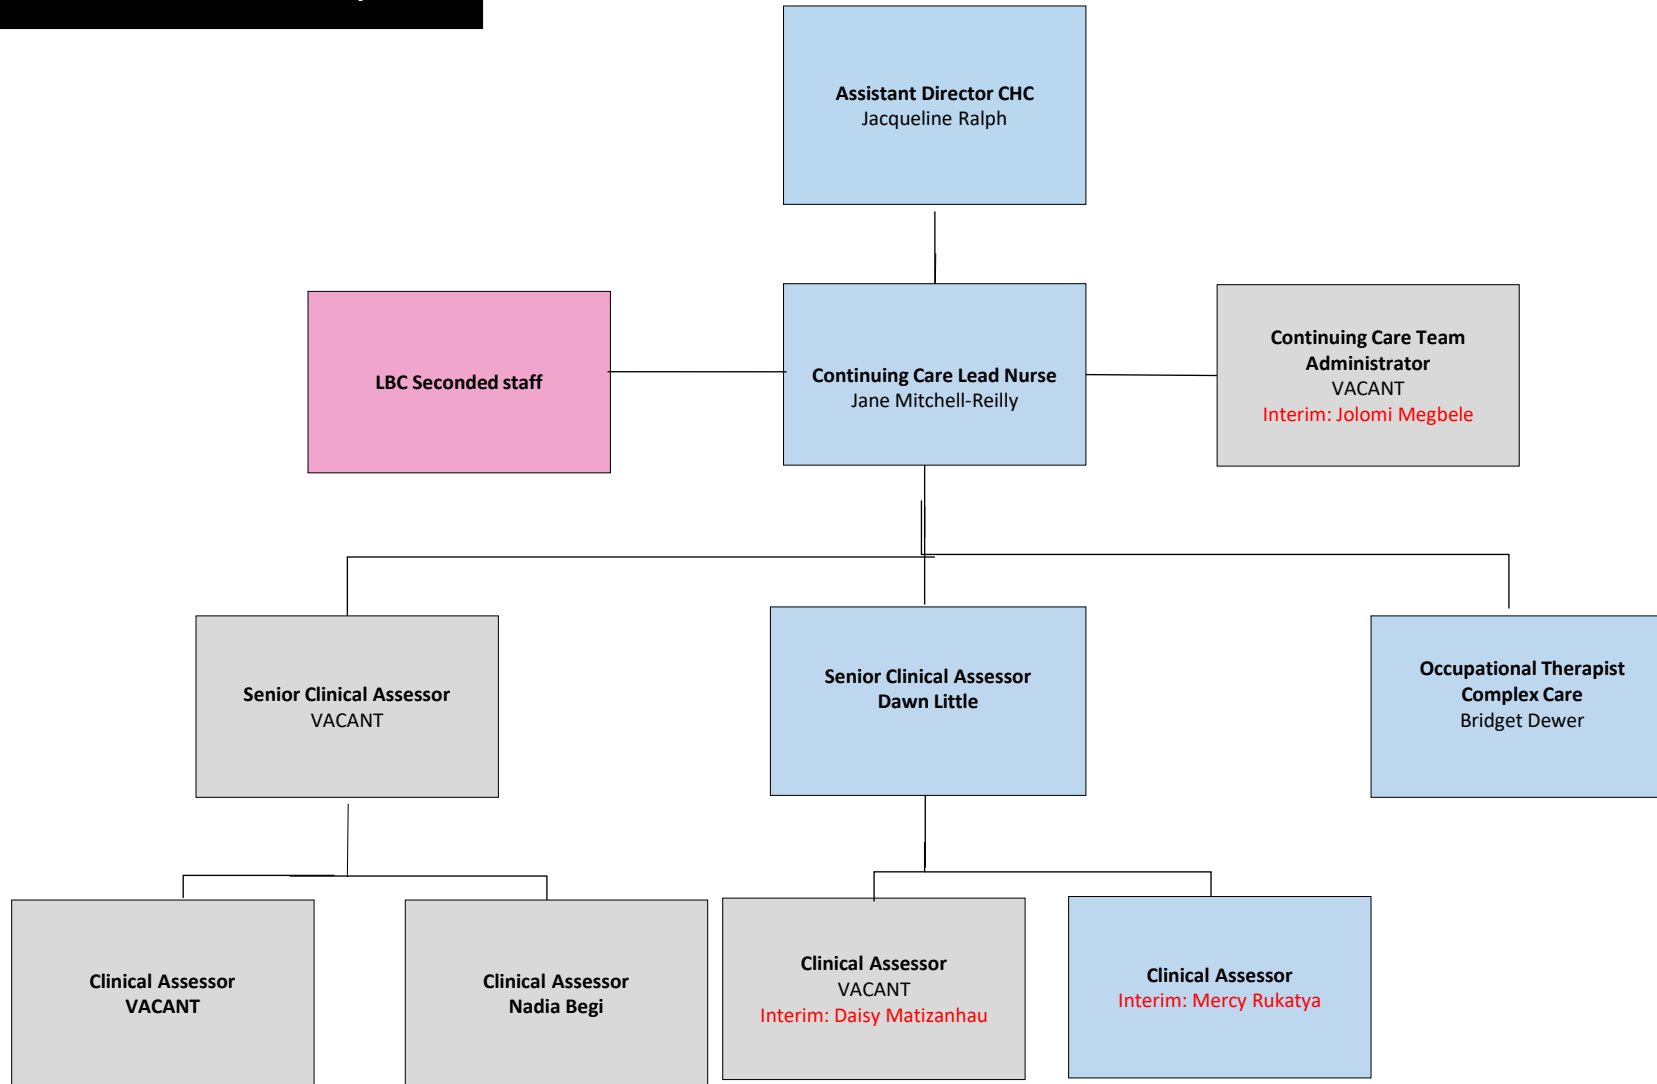 Assistant Director CHC
Jacqueline Ralph
LBC Seconded staff
Continuing Care Lead Nurse
Jane Mitchell-Reilly
Continuing Care Team
Administrator
VACANT
Interim: Jolomi Megbele
Senior Clinical Assessor
VACANT
Senior Clinical Assessor
Dawn Little
Occupational Therapist
Complex Care
Bridget Dewer
Clinical Assessor
VACANT
Clinical Assessor
Nadia Begi
Clinical Assessor
VACANT
Interim: Daisy Matizanhau
Clinical Assessor
Interim: Mercy Rukatya